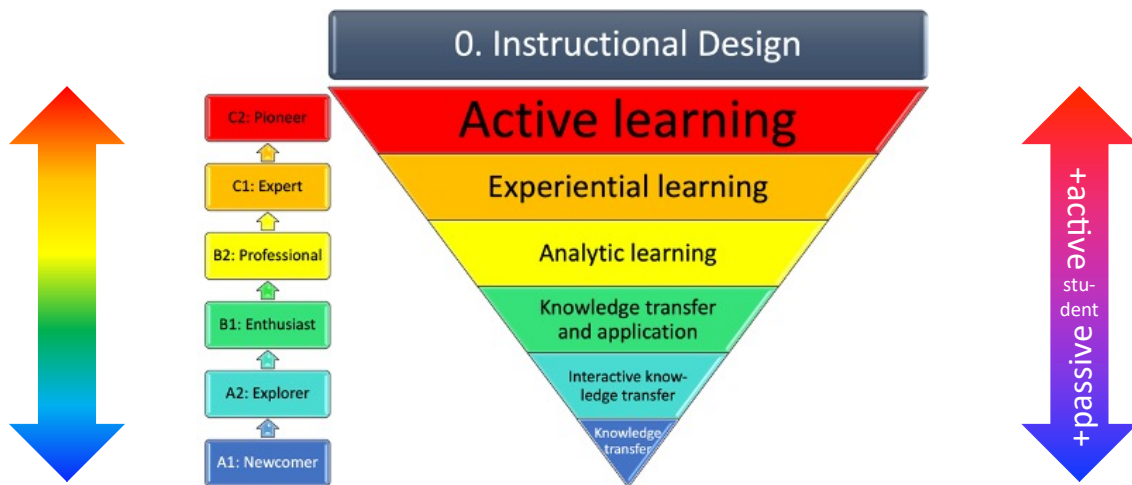 0. Instructional Design
C2: Pioneer
Active learning
C1: Expert
Experiential learning
B2: Professional
Analytic learning
B1: Enthusiast
Knowledge transfer
and application
A2: Explorer
Interactive know-
ledge transfer
A1: Newcomer
Knowledge
transfer
+active
stu-
dent
+passive